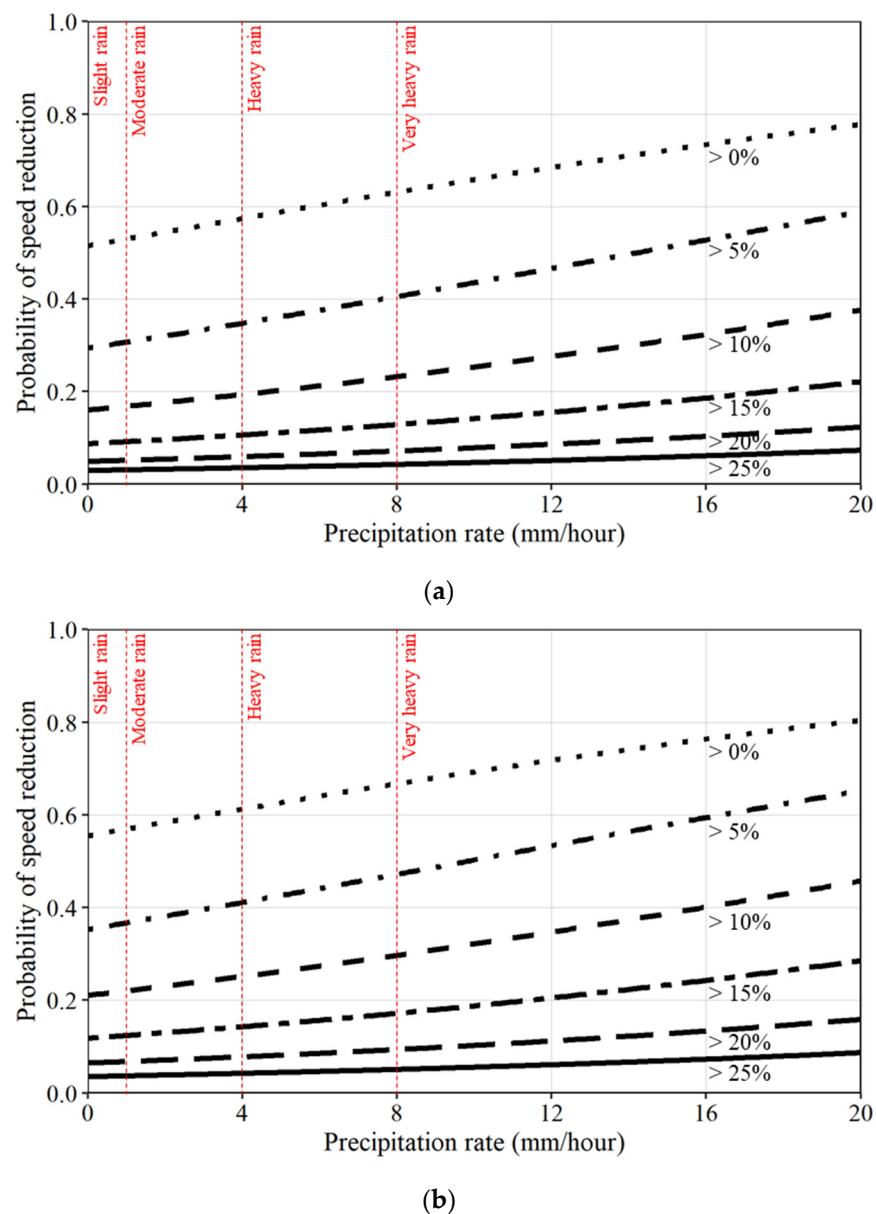 1.0
Slight rain
Moderate rain
Heavy rain
Very heavy rain
0.8
0.6
0.4
0.2
0.0
Probability of speed reduction
> 0%
> 5%
> 10%
> 15%
> 20%
> 25%
0 4 8 12 16 20
Precipitation rate (mm/hour)
(a)
1.0
Slight rain
Moderate rain
Heavy rain
Very heavy rain
0.8
0.6
0.4
0.2
0.0
Probability of speed reduction
> 0%
> 5%
> 10%
> 15%
> 20%
> 25%
0 4 8 12 16 20
Precipitation rate (mm/hour)
(b)